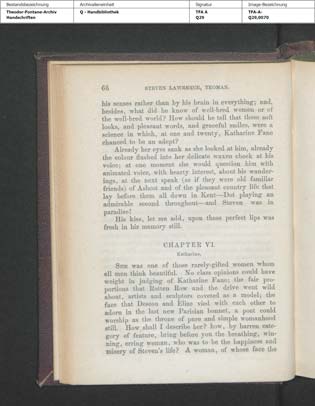 Bestandsbezeichnung Archivalieneinheit Signatur Image-Bezeichnung
Theodor-Fontane-Archiv Q - Handbibliothek TFA A TFA-A-
Handschriften Q29 Q29,0070
66 STEVEN LAWRENCE, YEOMAN.
his senses rather than by his brain in everything; and,
besides, what did he know of well-bred women or of
the well-bred world? How should he tell that these soft
looks, and pleasant words, and graceful smiles, were a
science in which, at one and twenty, Katharine Fane
chanced to be an adept?
Already her eyes sank as she looked at him, already
the colour flushed into her delicate waxen cheek at his
voice; at one moment she would question him with
animated voice, with hearty interest, about his wander-
ings, at the next speak (as if they were old familiar
friends) of Ashcot and of the pleasant country life that
lay before them all down in Kent—Dot playing an
admirable second throughout—and Steven was in
paradise!
His kiss, let me add, upon those perfect lips was
fresh in his memory still.
CHAPTER VI.
Katharine.
She was one of those rarely-gifted women whom
all men think beautiful. No class opinions could have
weight in judging of Katharine Fane; the fair pro-
portions that Rotten Row and the drive went wild
about, artists and sculptors coveted as a model; the
face that Deson and Elise vied with each other to
adorn in the last new Parisian bonnet, a poet could
worship as the throne of pure and simple womanhood
still. How shall I describe her? how, by barren cate-
gory of feature, bring before you the breathing, win-
ning, erring woman, who was to be the happiness and
misery of Steven's life? A woman, of whose face the